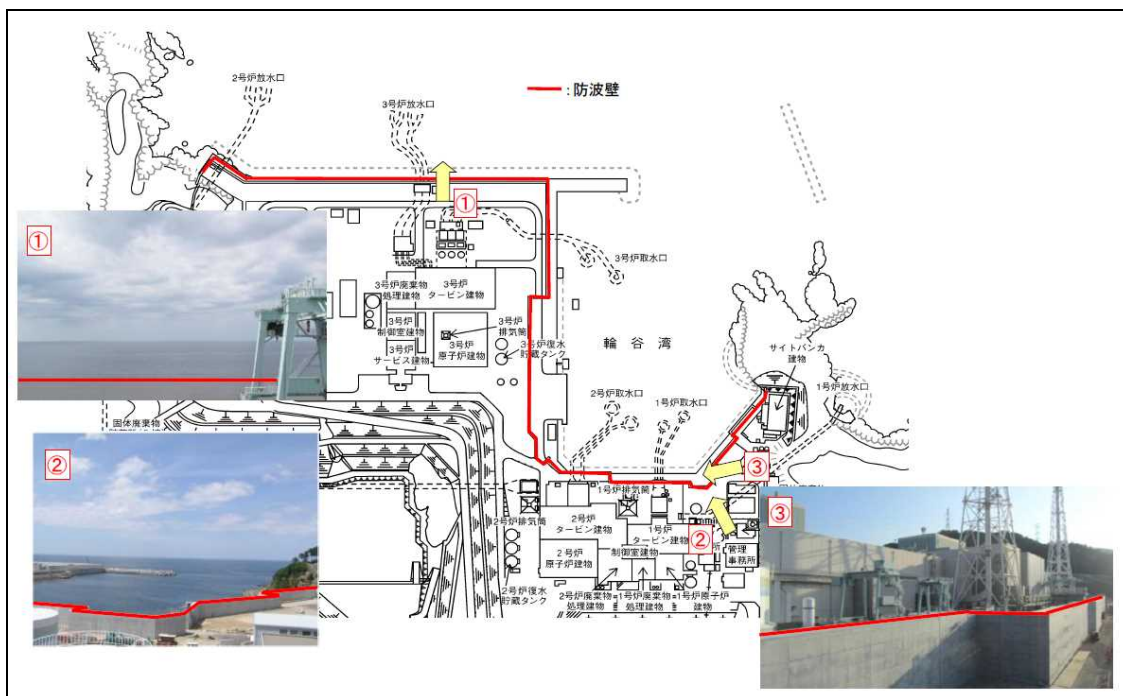 2号炉放水口
3号炉放水口
：防波壁
①
①
3号炉取水口
3号炉廃棄物
処理建物
3号炉
タービン建物
3号炉
制御室建物
3号炉
排気筒
3号炉
原子炉建物
3号炉復水
貯蔵タンク
3号炉
サービス建物
輪谷湾
サイトバンカ
建物
1号炉放水口
2号炉取水口
1号炉取水口
固体廃棄物
②
③
1号炉排気筒
2号炉排気筒
2号炉
タービン建物
1号炉
タービン建物
②
③
2号炉
原子炉建物
制御室建物
管理
事務所
2号炉復水
貯蔵タンク
2号炉廃棄物
処理建物
1号炉廃棄物
処理建物
1号炉原子炉
建物